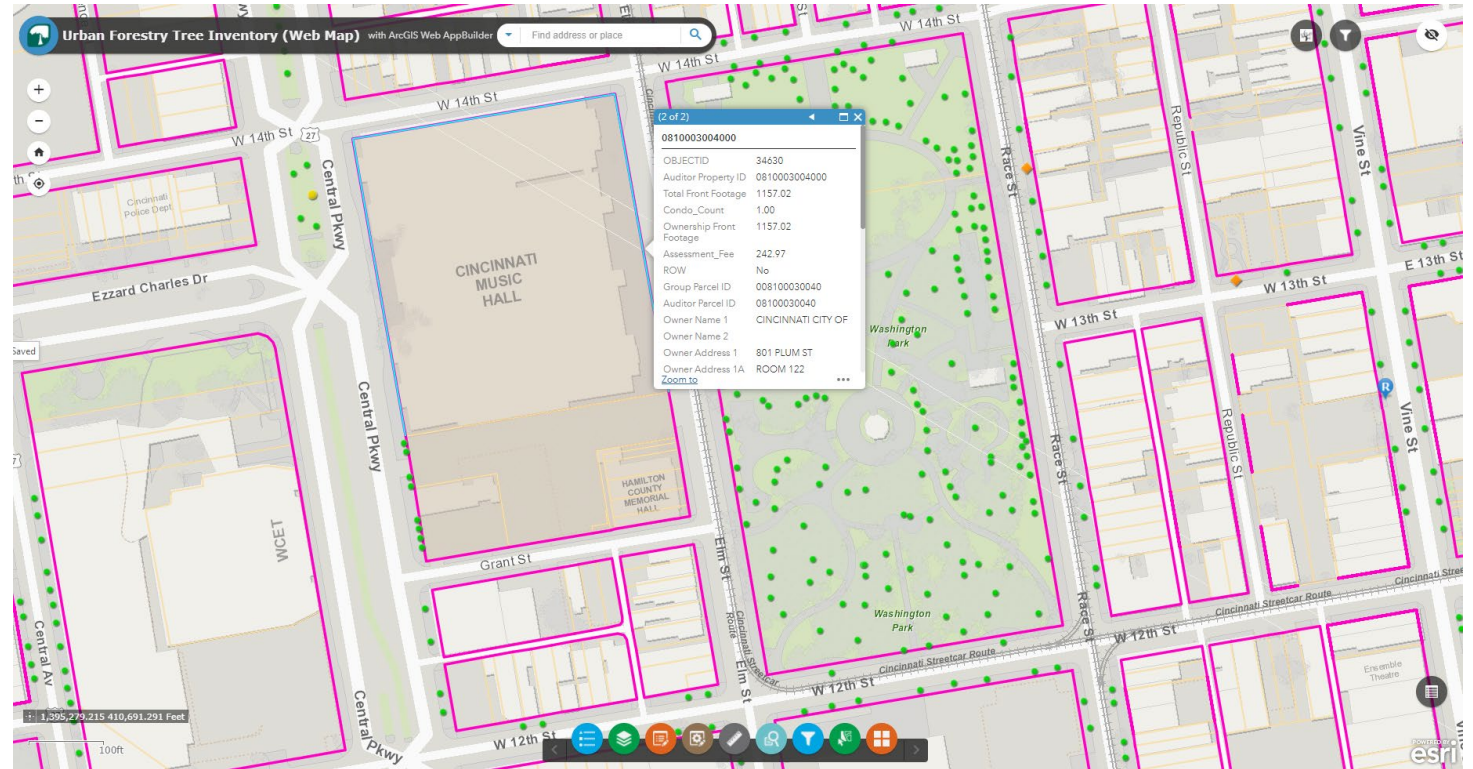 Urban Forestry Tree Inventory (Web Map) with ArcGIS Web AppBuilder
Find address or place
W 14th St
W 14th St
W 14th St
W 14th St
27
Central Pkwy
Cincinnati
Police Dept
Ezzard Charles Dr
Saved
CINCINNATI
MUSIC
HALL
(2 of 2)
0810003004000
OBJECTID 34630
Auditor Property ID 0810003004000
Total Front Footage 1157.02
Condo_Count 1.00
Ownership Front
Footage 1157.02
Assessment_Fee 242.97
ROW No
Group Parcel ID 008100030040
Auditor Parcel ID 08100030040
Owner Name 1 CINCINNATI CITY OF
Owner Name 2
Owner Address 1 801 PLUM ST
Owner Address 1A ROOM 122
Zoom to
Washington
Park
Race St
Republic St
Vine St
E 13th St
W 13th St
W 13th St
R
Central Pkwy
Race St
Republic St
Vine St
WCET
HAMILTON
COUNTY
MEMORIAL
HALL
Grant St
Elm St
Washington
Park
Race St
Cincinnati Streetcar Route
Cincinnati Streetcar Route
Cincinnati Streetcar
Route
Elm St
W 12th St
W 12th St
W 12th St
Central Av
Central Pkwy
Ensemble
Theatre
1,395,279.215 410,691.291 Feet
100ft
POWERED BY
esri